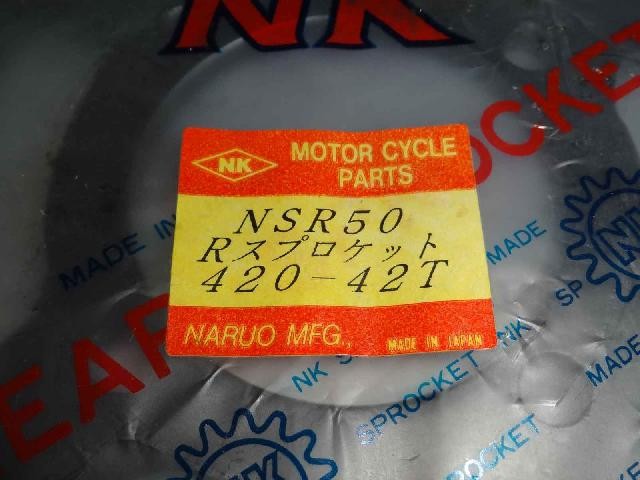 NK
REAR SPROCKET
MADE IN
NK
MOTOR CYCLE
PARTS
NSR50
Rスプロケット
420-42T
NARUO MFG.,
MADE IN JAPAN
NK SPROCKET
NK SPROCKET
MADE
SPROCKET
NK